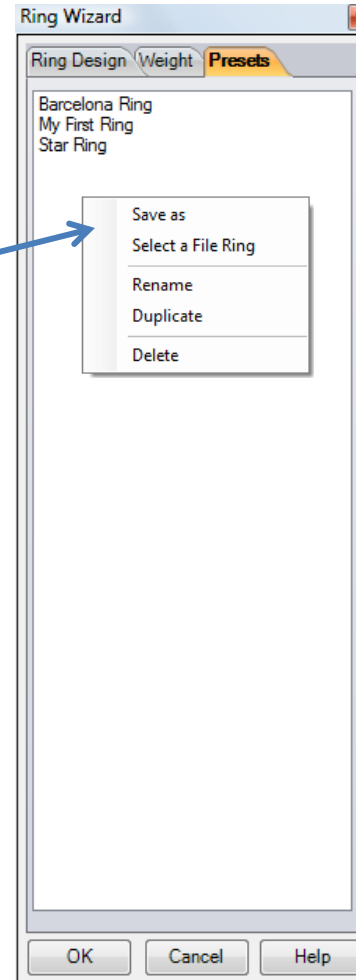 Ring Wizard
Ring Design Weight Presets
Barcelona Ring
My First Ring
Star Ring
Save as
Select a File Ring
Rename
Duplicate
Delete
OK Cancel Help